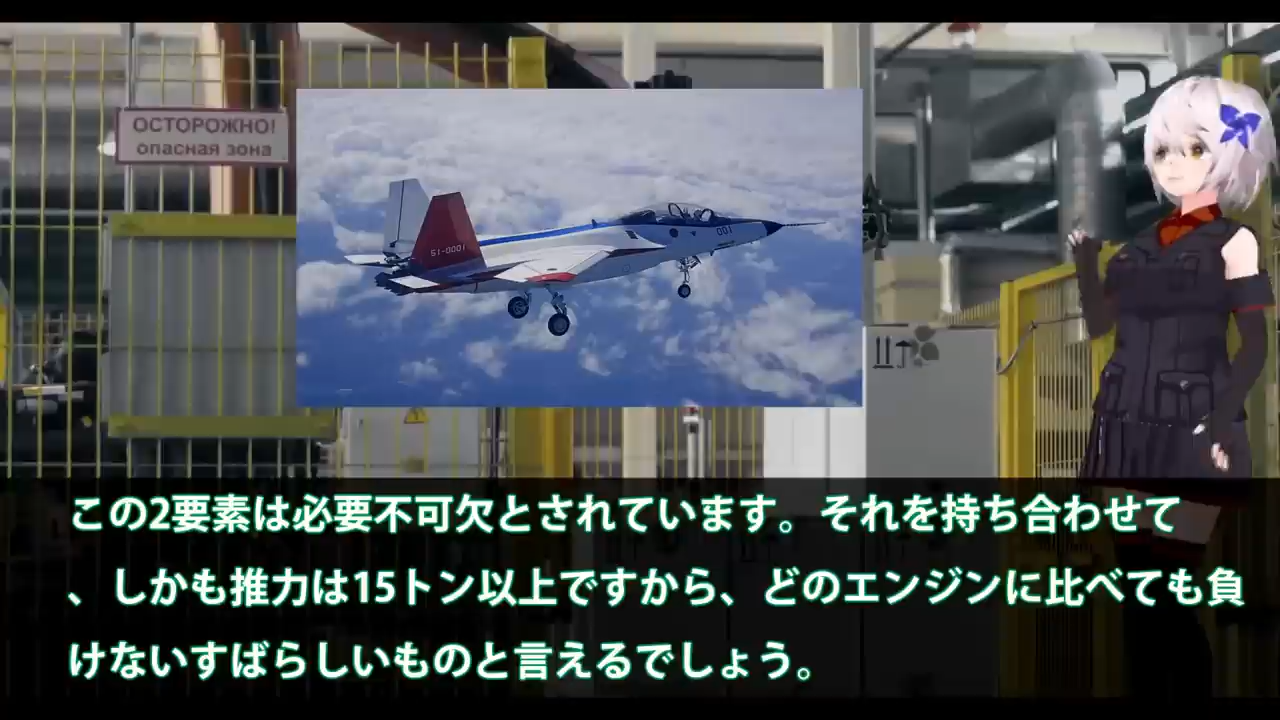 ОСТОРОЖНО!
опасная зона
001
51-0001
この2要素は必要不可欠とされています。それを持ち合わせて
、しかも推力は15トン以上ですから、どのエンジンに比べても負
けないすばらしいものと言えるでしょう。